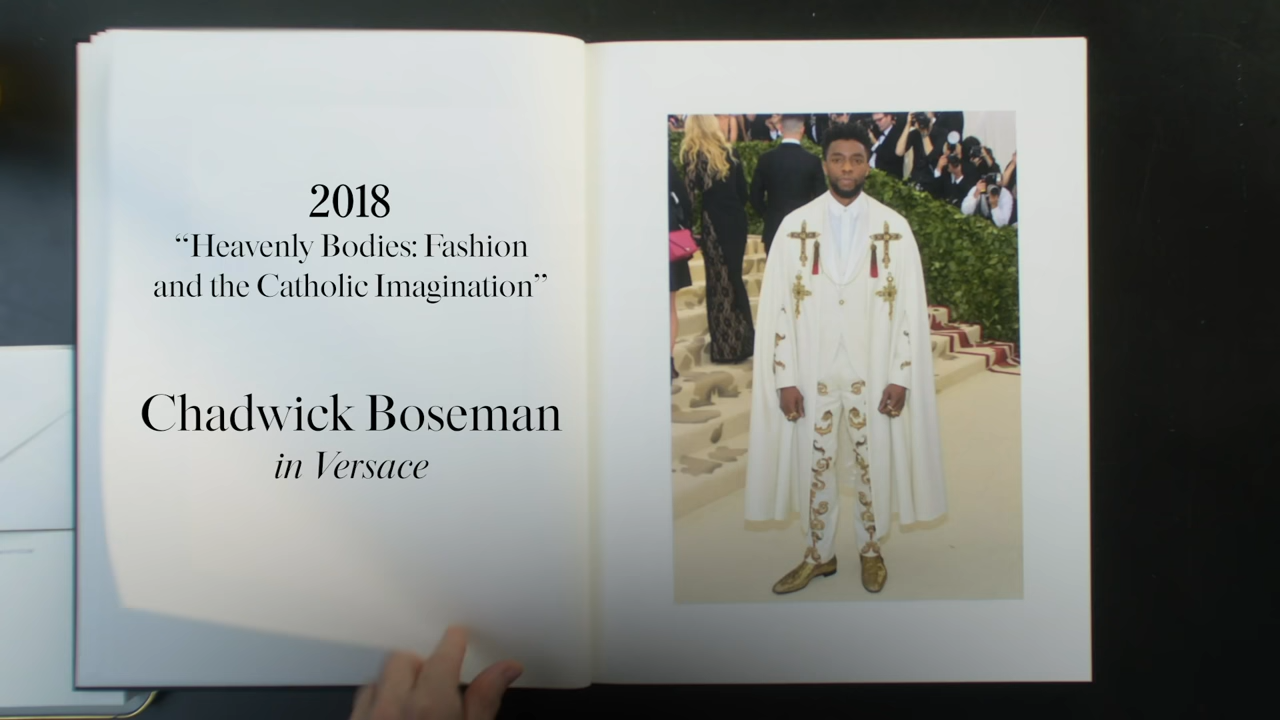 2018
“Heavenly Bodies: Fashion
and the Catholic Imagination”
Chadwick Boseman
in Versace